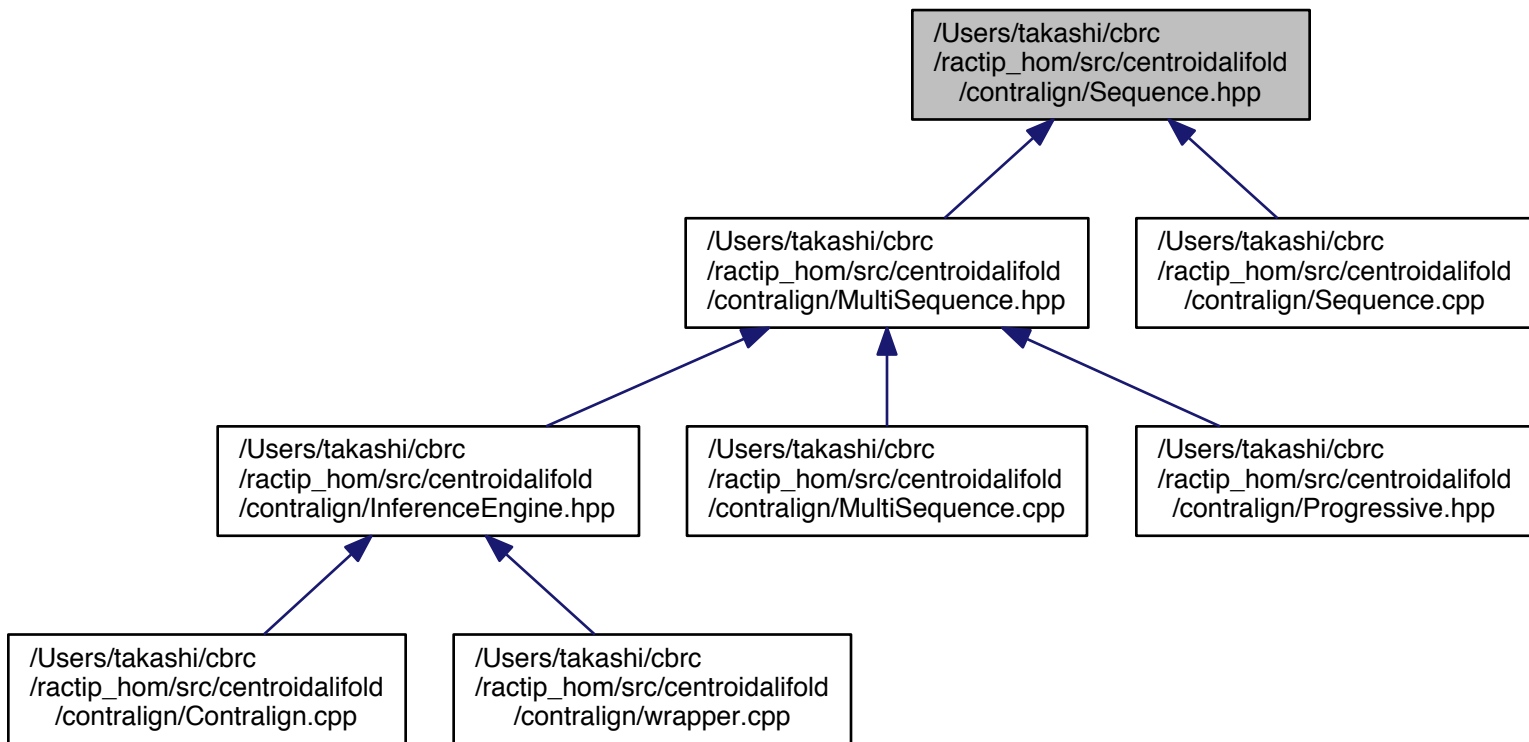 /Users/takashi/cbrc
/ractip_hom/src/centroidalifold
/contralign/Sequence.hpp
/Users/takashi/cbrc
/ractip_hom/src/centroidalifold
/contralign/MultiSequence.hpp
/Users/takashi/cbrc
/ractip_hom/src/centroidalifold
/contralign/Sequence.cpp
/Users/takashi/cbrc
/ractip_hom/src/centroidalifold
/contralign/InferenceEngine.hpp
/Users/takashi/cbrc
/ractip_hom/src/centroidalifold
/contralign/MultiSequence.cpp
/Users/takashi/cbrc
/ractip_hom/src/centroidalifold
/contralign/Progressive.hpp
/Users/takashi/cbrc
/ractip_hom/src/centroidalifold
/contralign/Contralign.cpp
/Users/takashi/cbrc
/ractip_hom/src/centroidalifold
/contralign/wrapper.cpp